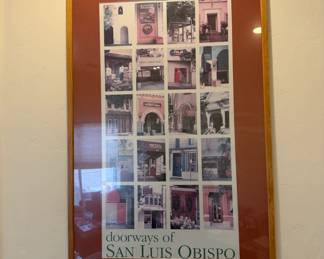 doorways of
SAN LUIS OBISPO